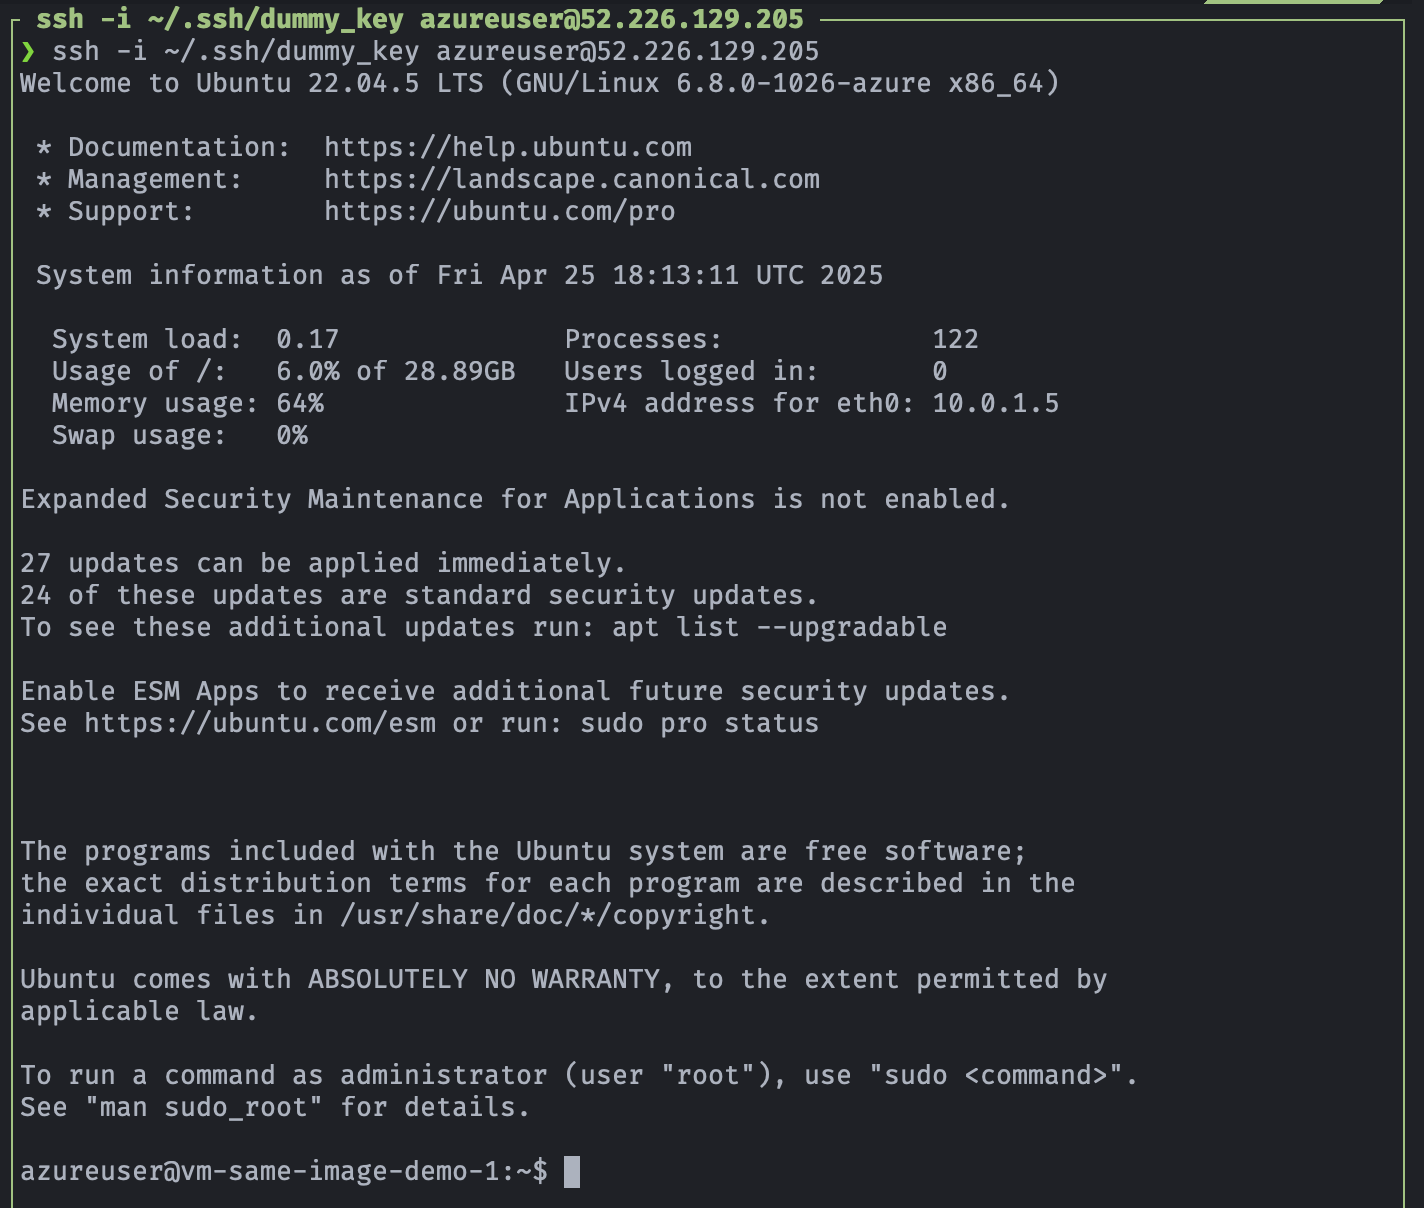 ssh -i ~/.ssh/dummy_key azureuser@52.226.129.205
❯ ssh -i ~/.ssh/dummy_key azureuser@52.226.129.205
Welcome to Ubuntu 22.04.5 LTS (GNU/Linux 6.8.0-1026-azure x86_64)

 * Documentation:  https://help.ubuntu.com
 * Management:     https://landscape.canonical.com
 * Support:        https://ubuntu.com/pro

 System information as of Fri Apr 25 18:13:11 UTC 2025

  System load:  0.17              Processes:             122
  Usage of /:   6.0% of 28.89GB   Users logged in:       0
  Memory usage: 64%               IPv4 address for eth0: 10.0.1.5
  Swap usage:   0%

Expanded Security Maintenance for Applications is not enabled.

27 updates can be applied immediately.
24 of these updates are standard security updates.
To see these additional updates run: apt list --upgradable

Enable ESM Apps to receive additional future security updates.
See https://ubuntu.com/esm or run: sudo pro status

The programs included with the Ubuntu system are free software;
the exact distribution terms for each program are described in the
individual files in /usr/share/doc/*/copyright.

Ubuntu comes with ABSOLUTELY NO WARRANTY, to the extent permitted by
applicable law.

To run a command as administrator (user "root"), use "sudo <command>".
See "man sudo_root" for details.

azureuser@vm-same-image-demo-1:~$